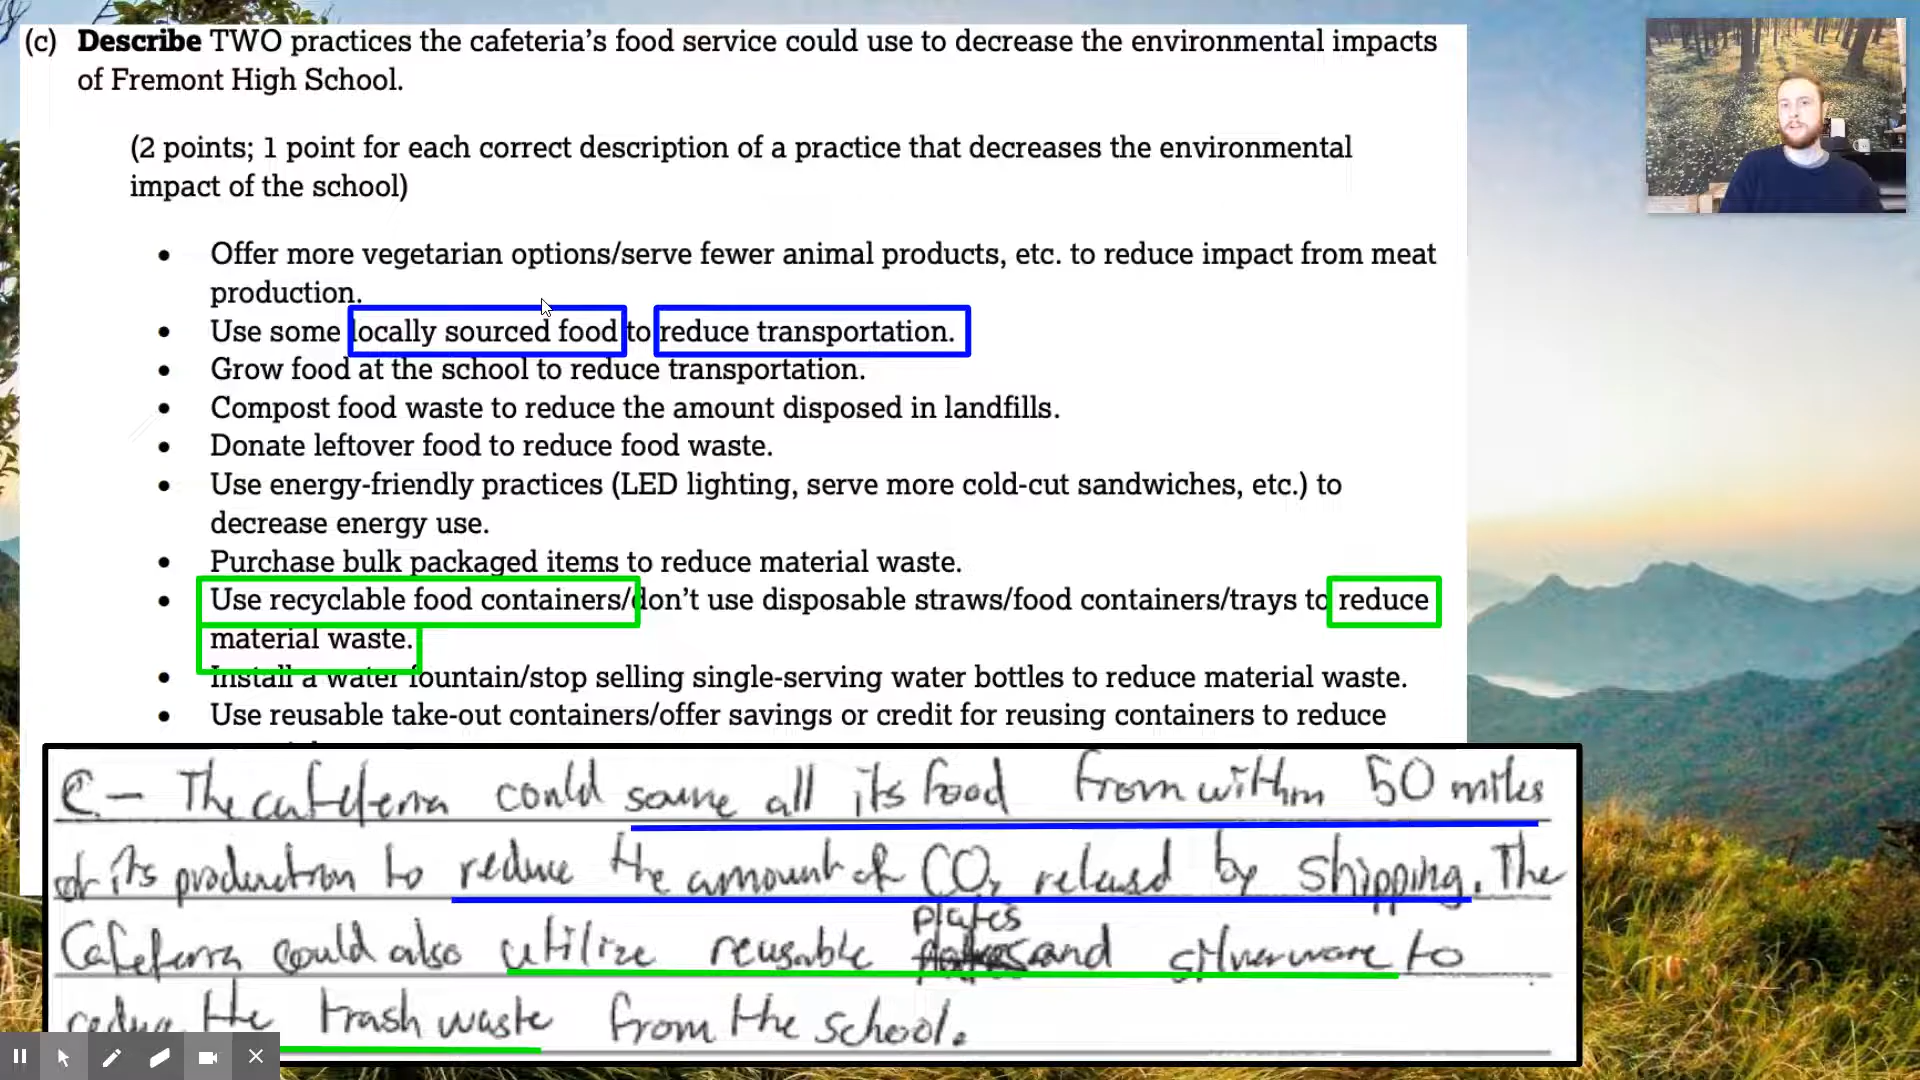 (c) Describe TWO practices the cafeteria's food service could use to decrease the environmental impacts
of Fremont High School.
(2 points; 1 point for each correct description of a practice that decreases the environmental
impact of the school)
• Offer more vegetarian options/serve fewer animal products, etc. to reduce impact from meat
production.
• Use some locally sourced food to reduce transportation.
• Grow food at the school to reduce transportation.
• Compost food waste to reduce the amount disposed in landfills.
• Donate leftover food to reduce food waste.
• Use energy-friendly practices (LED lighting, serve more cold-cut sandwiches, etc.) to
decrease energy use.
• Purchase bulk packaged items to reduce material waste.
• Use recyclable food containers/don't use disposable straws/food containers/trays to reduce
material waste.
• Install a water fountain/stop selling single-serving water bottles to reduce material waste.
• Use reusable take-out containers/offer savings or credit for reusing containers to reduce
C – The cafeteria could source all its food from within 50 miles
of its production to reduce the amount of CO₂ released by shipping. The
Cafeteria could also utilize reusable plates and silverware to
reduce the trash waste from the school.